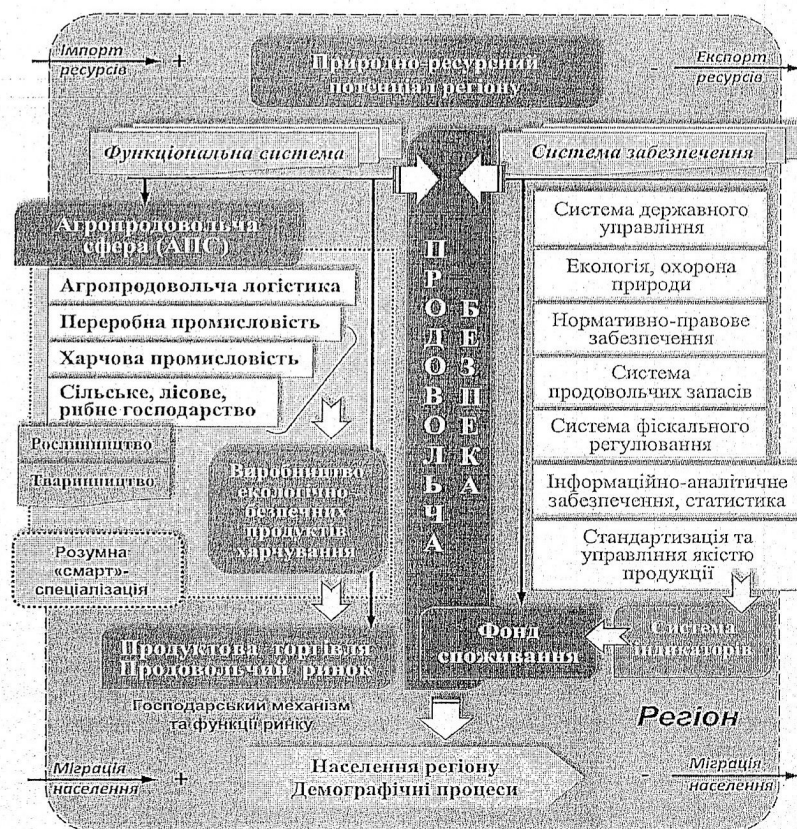 Імпорт
ресурсів
+
Природно-ресурсний
потенціал регіону
-
Експорт
ресурсів
Функціональна система
Система забезпечення
Агропродовольча
сфера (АПС)
Агропродовольча логістика
Переробна промисловість
Харчова промисловість
Сільське, лісове,
рибне господарство
Рослинництво
Тваринництво
Розумна
«смарт»-
спеціалізація
Виробництво
екологічно-
безпечних
продуктів
харчування
Продуктова торгівля
Продовольчий ринок
Господарський механізм
та функції ринку
ПРОДОВОЛЬЧА
БЕЗПЕКА
Система державного
управління
Екологія, охорона
природи
Нормативно-правове
забезпечення
Система
продовольчих запасів
Система фіскального
регулювання
Інформаційно-аналітичне
забезпечення, статистика
Стандартизація та
управління якістю
продукції
Фонд
споживання
Система
індикаторів
Регіон
Міграція
населення
+
Населення регіону
Демографічні процеси
-
Міграція
населення